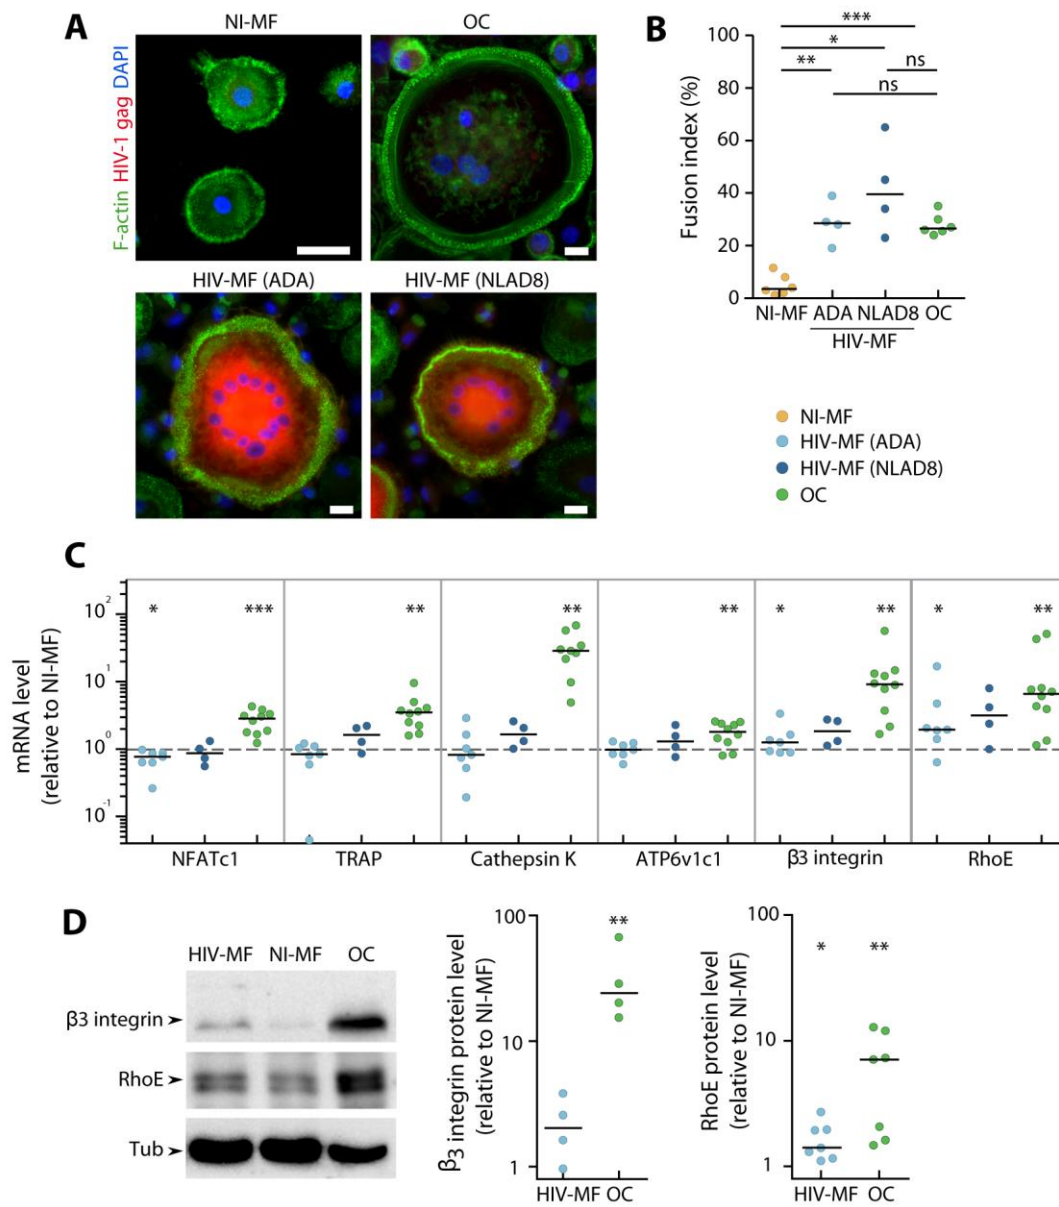 A
NI-MF
OC
F-actin HIV-1 gag DAPI
HIV-MF (ADA)
HIV-MF (NLAD8)
B
Fusion index (%)
100
80
60
40
20
0
***
*
**
ns
ns
NI-MF
ADA
NLAD8
OC
HIV-MF
NI-MF
HIV-MF (ADA)
HIV-MF (NLAD8)
OC
C
mRNA level
(relative to NI-MF)
10²
10¹
10⁰
10⁻¹
* *** ** ** ** * ** * **
NFATc1
TRAP
Cathepsin K
ATP6v1c1
β3 integrin
RhoE
D
HIV-MF NI-MF OC
β3 integrin
RhoE
Tub
β3 integrin protein level
(relative to NI-MF)
100
10
1
**
HIV-MF OC
RhoE protein level
(relative to NI-MF)
100
10
1
* **
HIV-MF OC